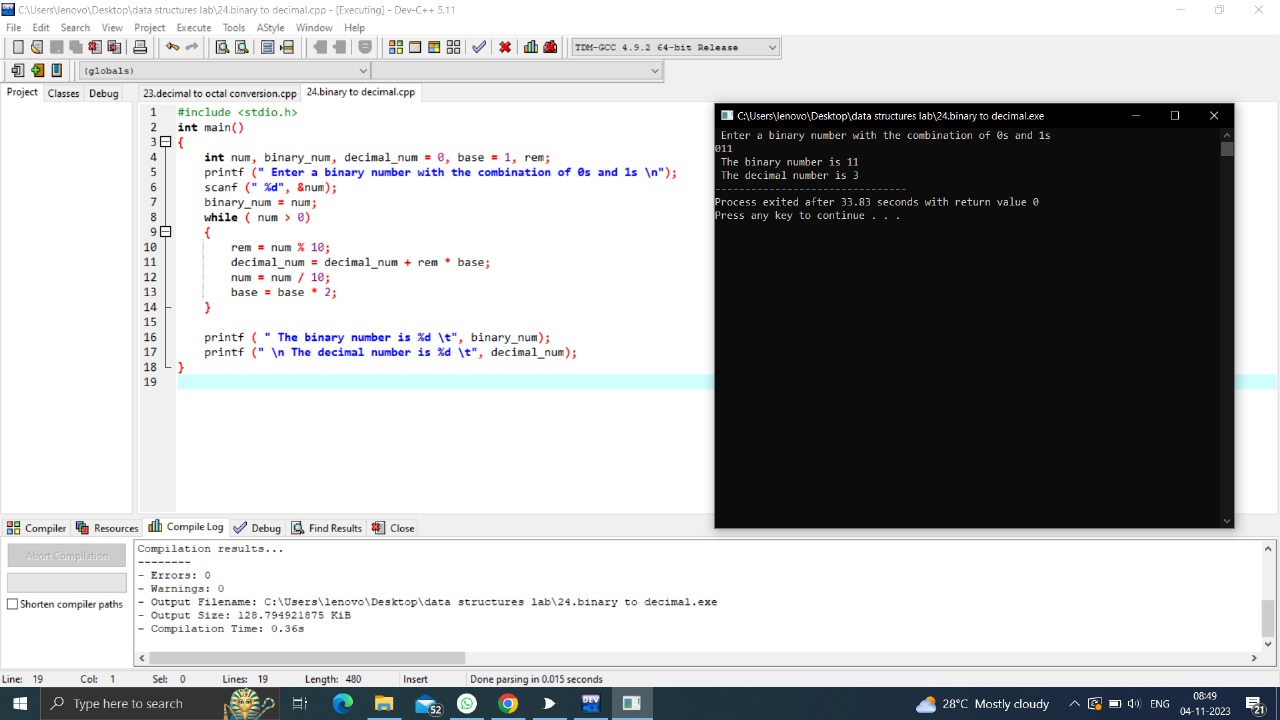 C:\Users\lenovo\Desktop\data structures lab\24.binary to decimal.cpp - [Executing] - Dev-C++ 5.11
File Edit Search View Project Execute Tools AStyle Window Help
TDM-GCC 4.9.2 64-bit Release
(globals)
Project Classes Debug 23.decimal to octal conversion.cpp 24.binary to decimal.cpp
1 #include <stdio.h>
2 int main()
3 {
4 int num, binary_num, decimal_num = 0, base = 1, rem;
5 printf (" Enter a binary number with the combination of 0s and 1s \n");
6 scanf (" %d", &num);
7 binary_num = num;
8 while ( num > 0)
9 {
10 rem = num % 10;
11 decimal_num = decimal_num + rem * base;
12 num = num / 10;
13 base = base * 2;
14 }
15
16 printf ( " The binary number is %d \t", binary_num);
17 printf (" \n The decimal number is %d \t", decimal_num);
18 }
19
C:\Users\lenovo\Desktop\data structures lab\24.binary to decimal.exe
Enter a binary number with the combination of 0s and 1s
011
The binary number is 11
The decimal number is 3
--------------------------------
Process exited after 33.83 seconds with return value 0
Press any key to continue . . .
Compiler Resources Compile Log Debug Find Results Close
Abort Compilation
Shorten compiler paths
Compilation results...
--------
- Errors: 0
- Warnings: 0
- Output Filename: C:\Users\lenovo\Desktop\data structures lab\24.binary to decimal.exe
- Output Size: 128.794921875 KiB
- Compilation Time: 0.36s
Line: 19 Col: 1 Sel: 0 Lines: 19 Length: 480 Insert Done parsing in 0.015 seconds
Type here to search
52
DEV
28°C Mostly cloudy
ENG
08:49
04-11-2023
21